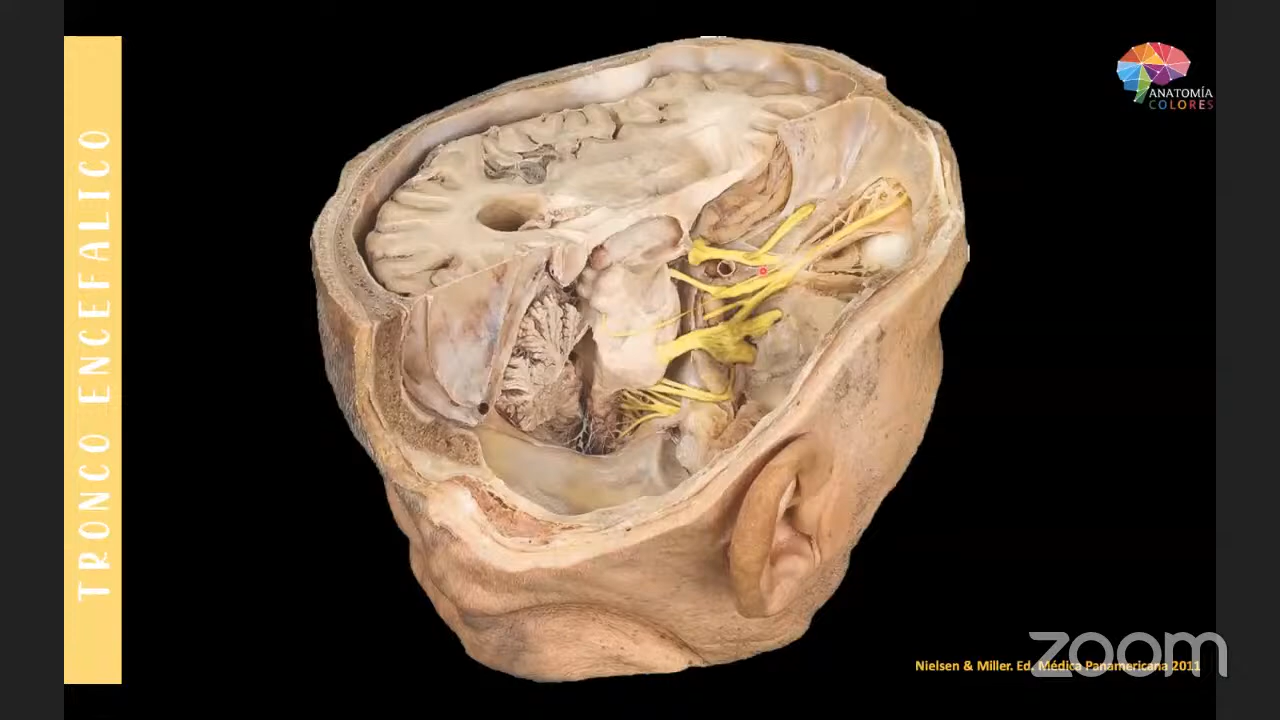 TRONCO ENCEFALICO
ANATOMÍA
COLORES
Nielsen & Miller. Ed. Médica Panamericana 2011
zoom